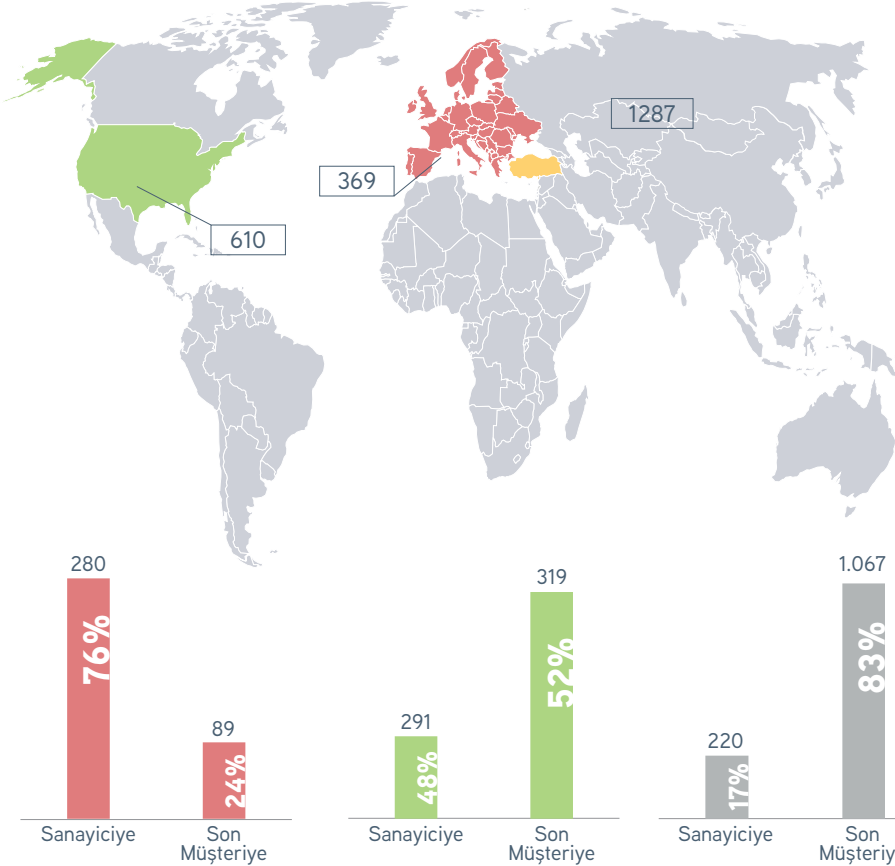 1287
369
610
280
76%
89
24%
Sanayiciye
Son
Müşteriye
291
48%
319
52%
Sanayiciye
Son
Müşteriye
220
17%
1.067
83%
Sanayiciye
Son
Müşteriy